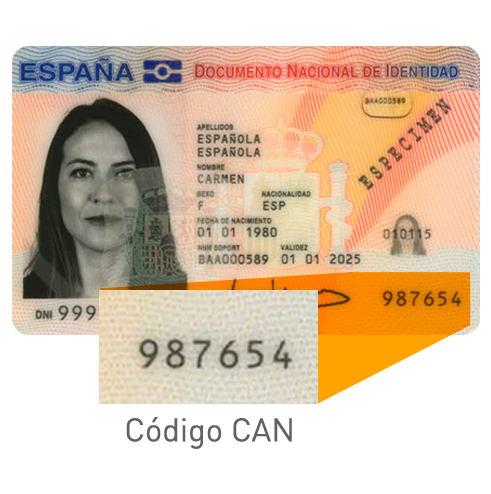 ESPAÑA DOCUMENTO NACIONAL DE IDENTIDAD
BAA000589
ESPECIMEN
APELLIDOS
ESPAÑOLA
ESPAÑOLA
NOMBRE
CARMEN
SEXO NACIONALIDAD
F ESP
FECHA DE NACIMIENTO
01 01 1980
010115
NUM SOPORT VALIDEZ
BAA000589 01 01 2025
DNI 999
987654
987654
Código CAN